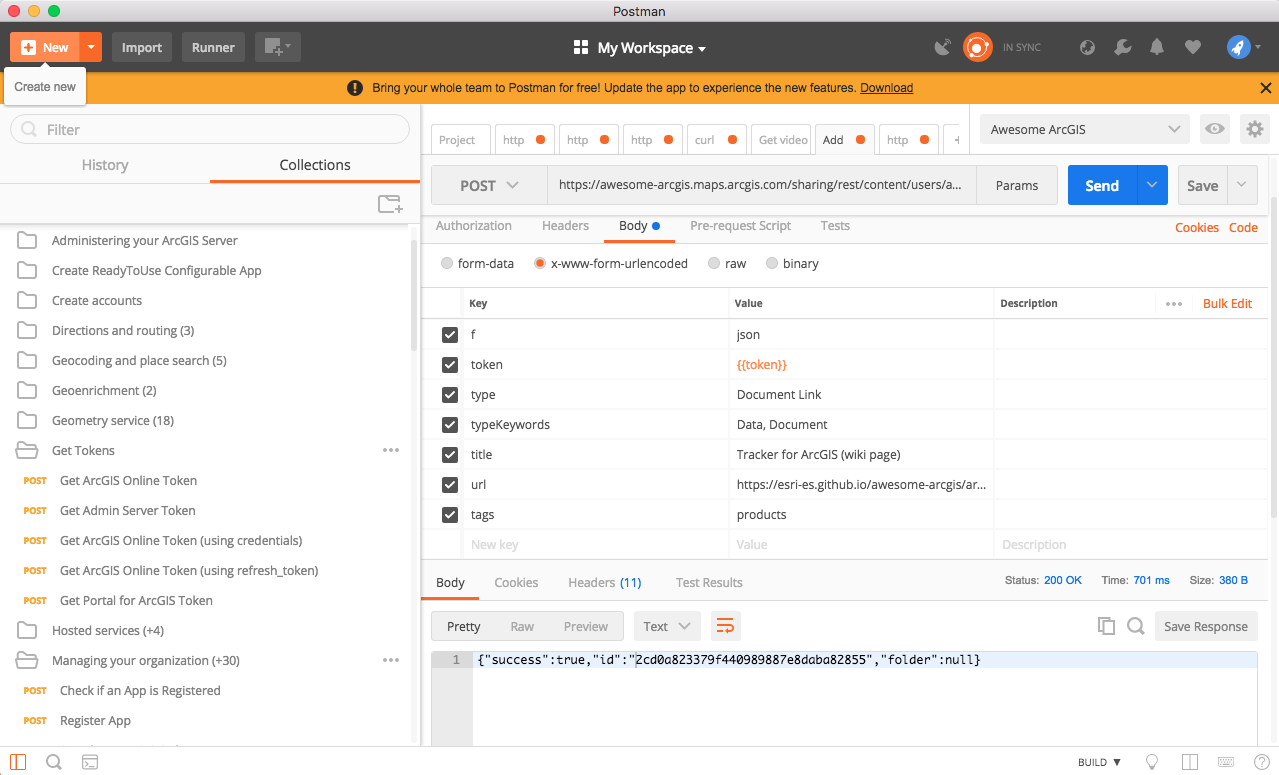 Postman
New
Import
Runner
My Workspace
IN SYNC
Create new
Bring your whole team to Postman for free! Update the app to experience the new features. Download
Filter
History
Collections
Administering your ArcGIS Server
Create ReadyToUse Configurable App
Create accounts
Directions and routing (3)
Geocoding and place search (5)
Geoenrichment (2)
Geometry service (18)
Get Tokens
POST Get ArcGIS Online Token
POST Get Admin Server Token
POST Get ArcGIS Online Token (using credentials)
POST Get ArcGIS Online Token (using refresh_token)
POST Get Portal for ArcGIS Token
Hosted services (+4)
Managing your organization (+30)
POST Check if an App is Registered
POST Register App
Project http http http curl Get video Add http
Awesome ArcGIS
POST https://awesome-arcgis.maps.arcgis.com/sharing/rest/content/users/a... Params Send Save
Authorization Headers Body Pre-request Script Tests Cookies Code
form-data x-www-form-urlencoded raw binary
Key Value Description Bulk Edit
f json
token {{token}}
type Document Link
typeKeywords Data, Document
title Tracker for ArcGIS (wiki page)
url https://esri-es.github.io/awesome-arcgis/ar...
tags products
New key Value Description
Body Cookies Headers (11) Test Results Status: 200 OK Time: 701 ms Size: 380 B
Pretty Raw Preview Text Save Response
1 {"success":true,"id":"2cd0a823379f440989887e8daba82855","folder":null}
BUILD